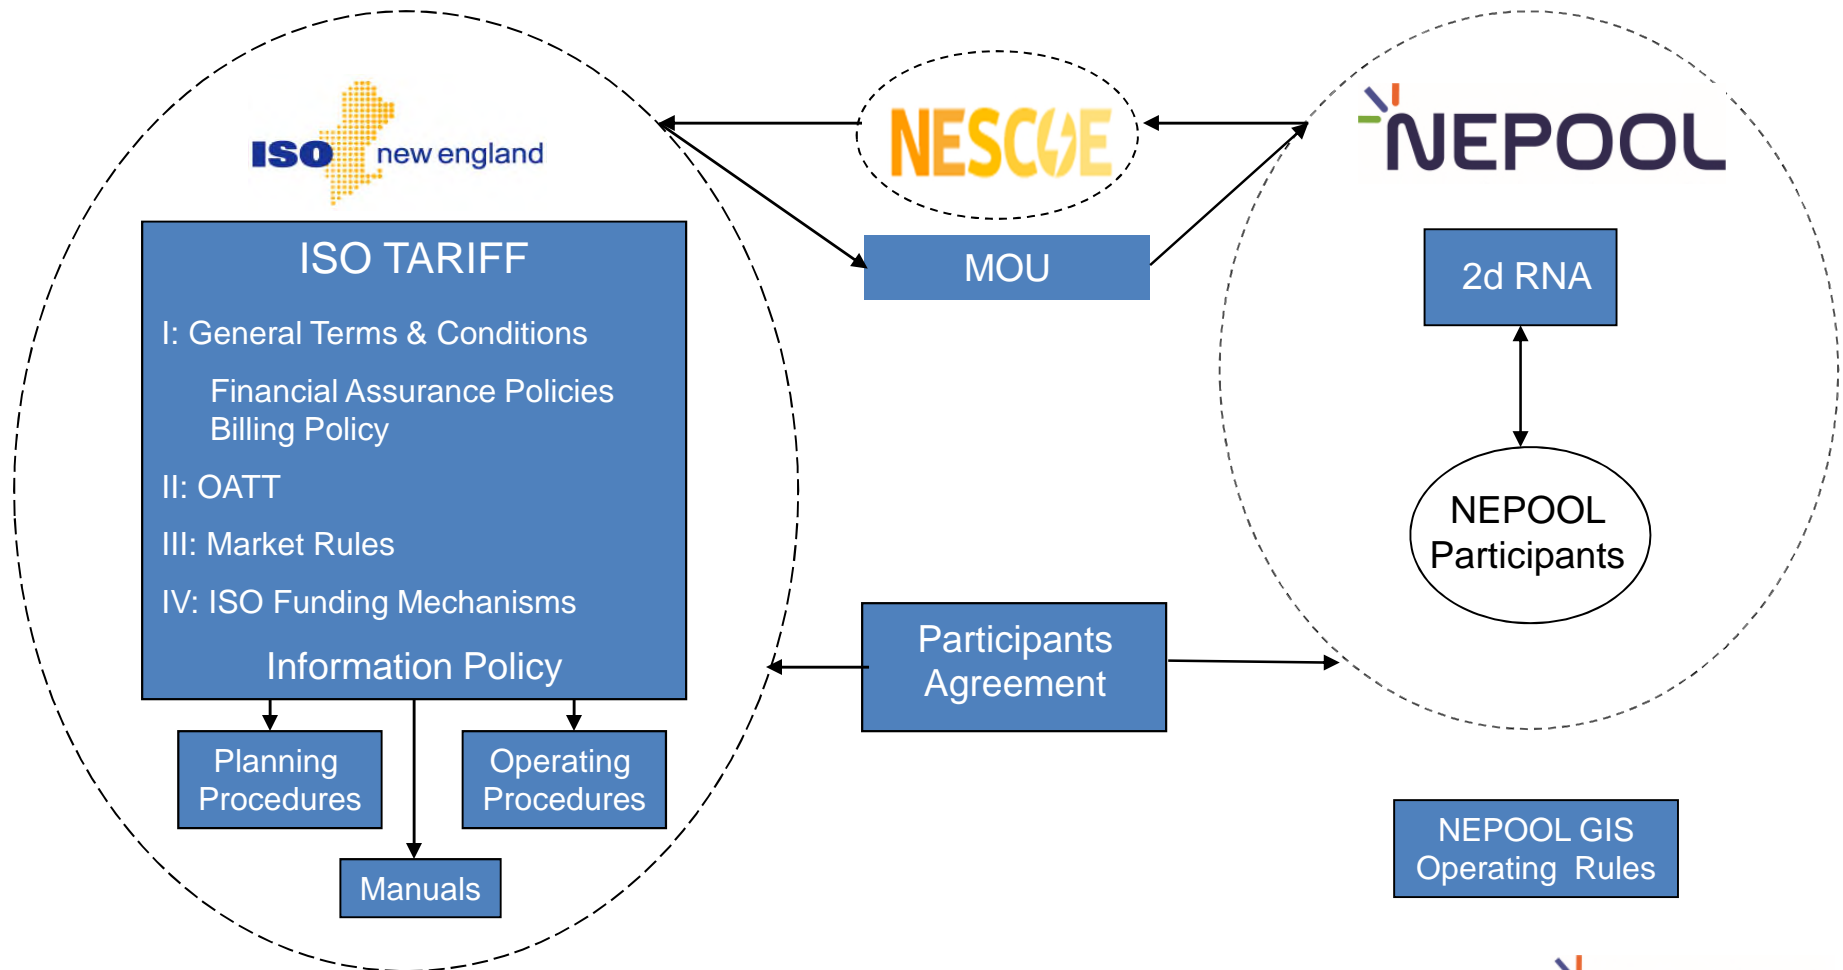 ISO new england
ISO TARIFF
I: General Terms & Conditions
Financial Assurance Policies
Billing Policy
II: OATT
III: Market Rules
IV: ISO Funding Mechanisms
Information Policy
Planning
Procedures
Operating
Procedures
Manuals
NESCOE
MOU
Participants
Agreement
NEPOOL
2d RNA
NEPOOL
Participants
NEPOOL GIS
Operating Rules